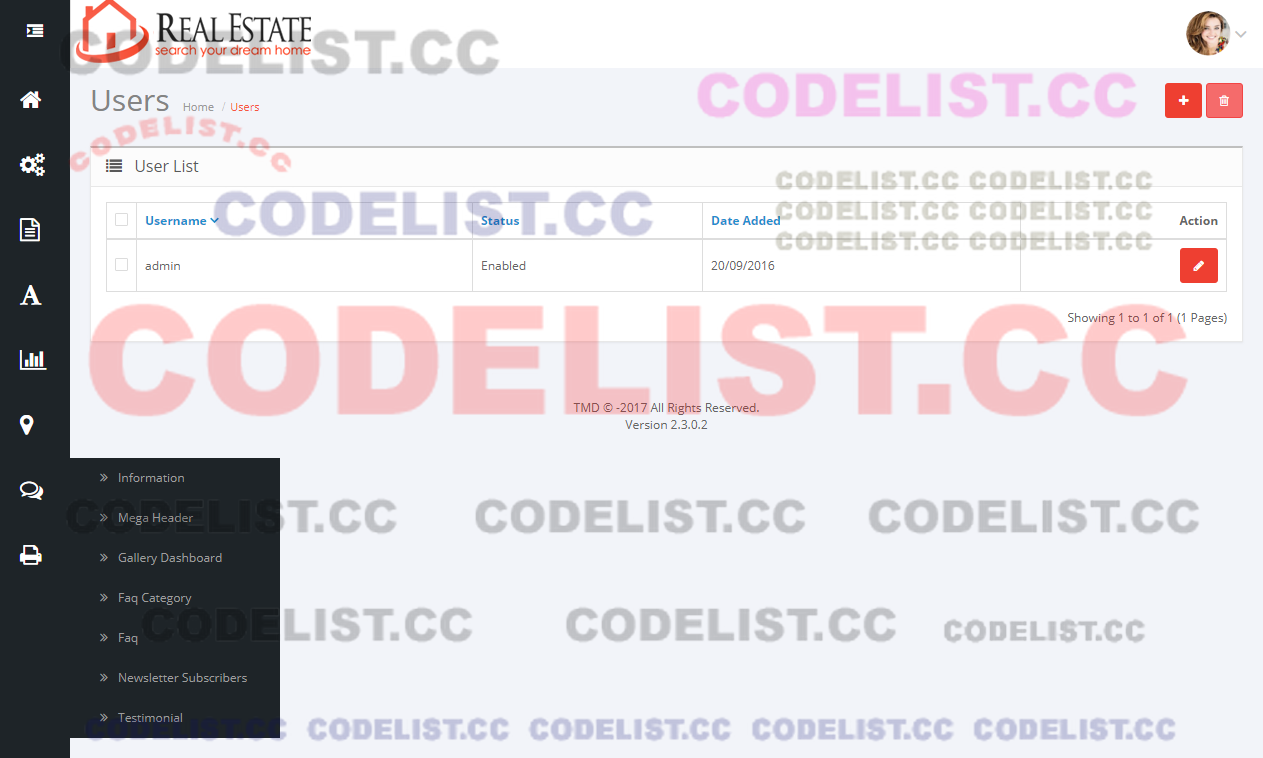 REAL ESTATE
search your dream home
CODELIST.CC
Users Home / Users
CODELIST.CC
CODELIST.CC
User List
CODELIST.CC CODELIST.CC
CODELIST.CC
CODELIST.CC CODELIST.CC
Username Status Date Added Action
CODELIST.CC CODELIST.CC
admin Enabled 20/09/2016
Showing 1 to 1 of 1 (1 Pages)
CODELIST.CC
TMD © -2017 All Rights Reserved.
Version 2.3.0.2
Information
Mega Header
CODELIST.CC CODELIST.CC CODELIST.CC
Gallery Dashboard
Faq Category
CODELIST.CC CODELIST.CC CODELIST.CC
Faq
Newsletter Subscribers
Testimonial
CODELIST.CC CODELIST.CC CODELIST.CC CODELIST.CC CODELIST.CC